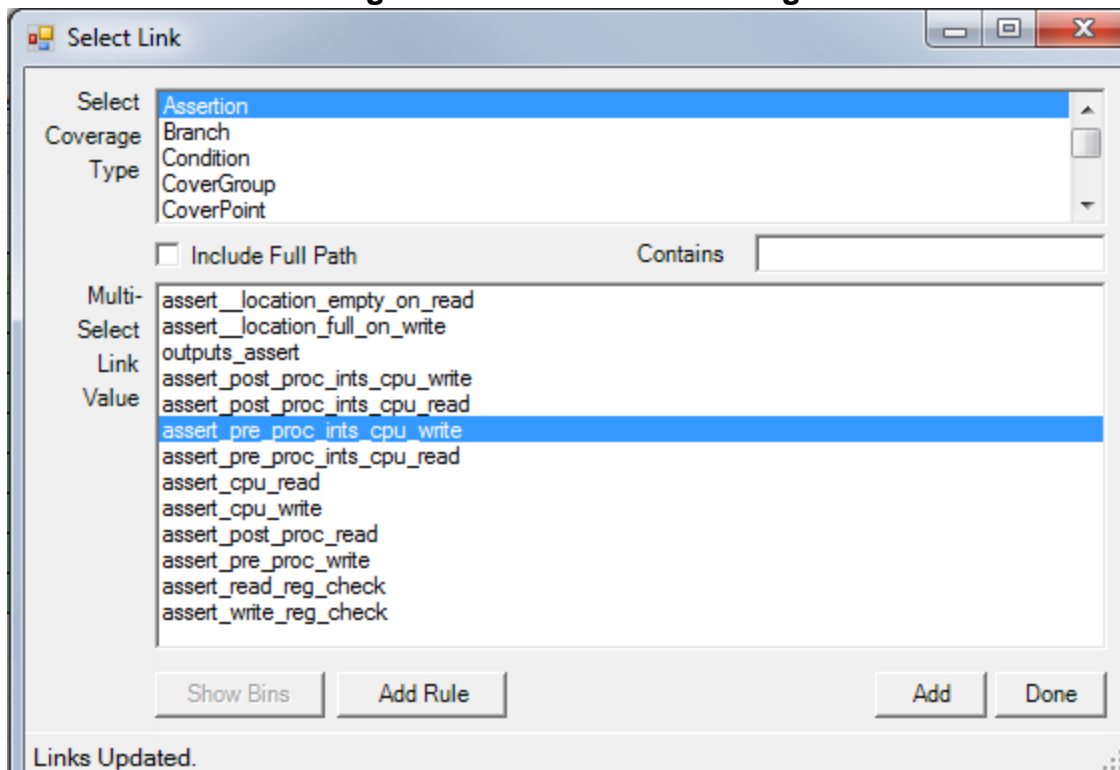 Select Link
Select
Coverage
Type
Assertion
Branch
Condition
CoverGroup
CoverPoint
Include Full Path
Contains
Multi-
Select
Link
Value
assert__location_empty_on_read
assert__location_full_on_write
outputs_assert
assert_post_proc_ints_cpu_write
assert_post_proc_ints_cpu_read
assert_pre_proc_ints_cpu_write
assert_pre_proc_ints_cpu_read
assert_cpu_read
assert_cpu_write
assert_post_proc_read
assert_pre_proc_write
assert_read_reg_check
assert_write_reg_check
Show Bins
Add Rule
Add
Done
Links Updated.